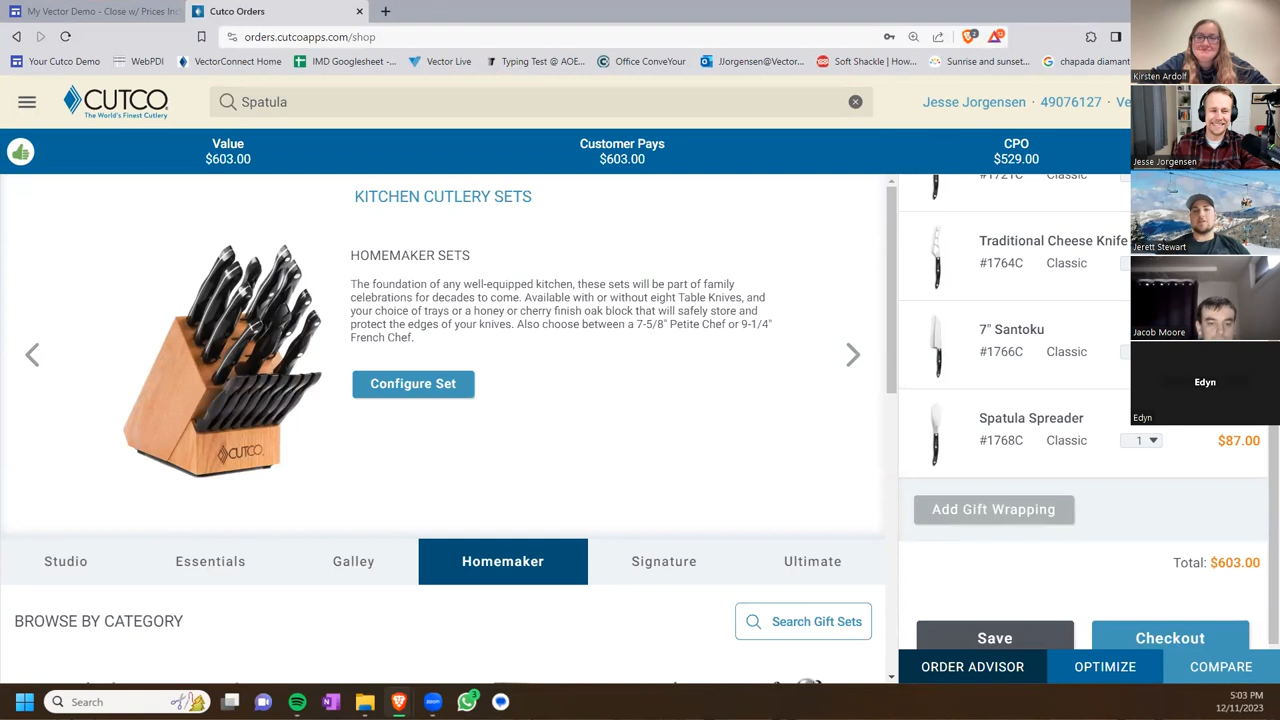 My Vector Demo - Close w/ Prices In
Cutco Orders
orders.cutcoapps.com/shop
Your Cutco Demo
WebPDI
VectorConnect Home
IMD Googlesheet -...
Vector Live
Typing Test @ AOE...
Office ConveYour
JJorgensen@Vector...
Soft Shackle | How...
Sunrise and sunset...
chapada diamant
CUTCO
The World's Finest Cutlery
Spatula
Jesse Jorgensen · 49076127 · Ve
Value
$603.00
Customer Pays
$603.00
CPO
$529.00
KITCHEN CUTLERY SETS
HOMEMAKER SETS
The foundation of any well-equipped kitchen, these sets will be part of family
celebrations for decades to come. Available with or without eight Table Knives, and
your choice of trays or a honey or cherry finish oak block that will safely store and
protect the edges of your knives. Also choose between a 7-5/8" Petite Chef or 9-1/4"
French Chef.
Configure Set
CUTCO
Studio
Essentials
Galley
Homemaker
Signature
Ultimate
BROWSE BY CATEGORY
Search Gift Sets
#1721C Classic
Traditional Cheese Knife
#1764C Classic
7" Santoku
#1766C Classic
Spatula Spreader
#1768C Classic 1 $87.00
Add Gift Wrapping
Total: $603.00
Save
Checkout
ORDER ADVISOR
OPTIMIZE
COMPARE
Kirsten Ardolf
Jesse Jorgensen
Jerett Stewart
Jacob Moore
Edyn
Edyn
Search
zoom
3
5:03 PM
12/11/2023